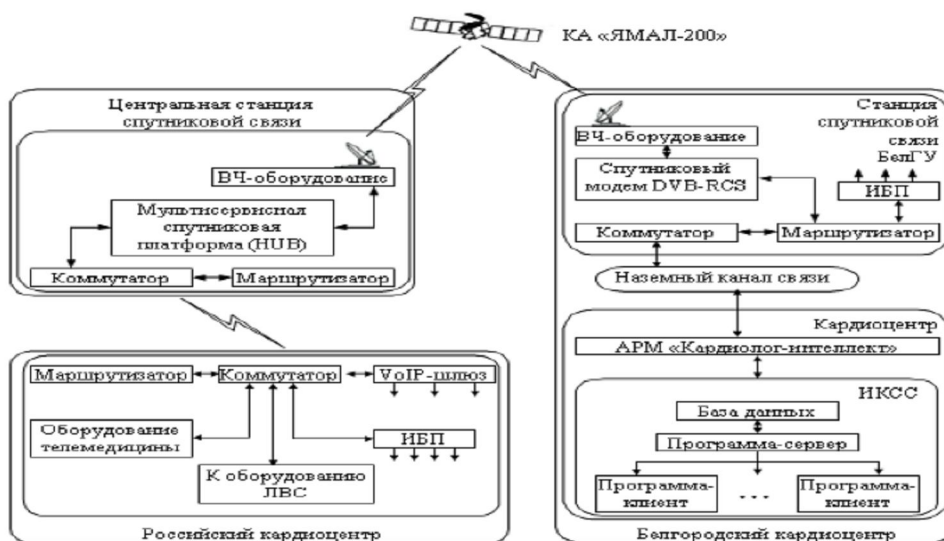 КА «ЯМАЛ-200»
Центральная станция
спутниковой связи
ВЧ-оборудование
Мультисервисная
спутниковая
платформа (HUB)
Коммутатор
Маршрутизатор
Маршрутизатор
Коммутатор
VoIP-шлюз
Оборудование
телемедицины
ИБП
К оборудованию
ЛВС
Российский кардиоцентр
Станция
спутниковой
связи
БелГУ
ВЧ-оборудование
Спутниковый
модем DVB-RCS
ИБП
Коммутатор
Маршрутизатор
Наземный канал связи
Кардиоцентр
АРМ «Кардиолог-интеллект»
ИКСС
База данных
Программа-сервер
Программа-
клиент
...
Программа-
клиент
Белгородский кардиоцентр